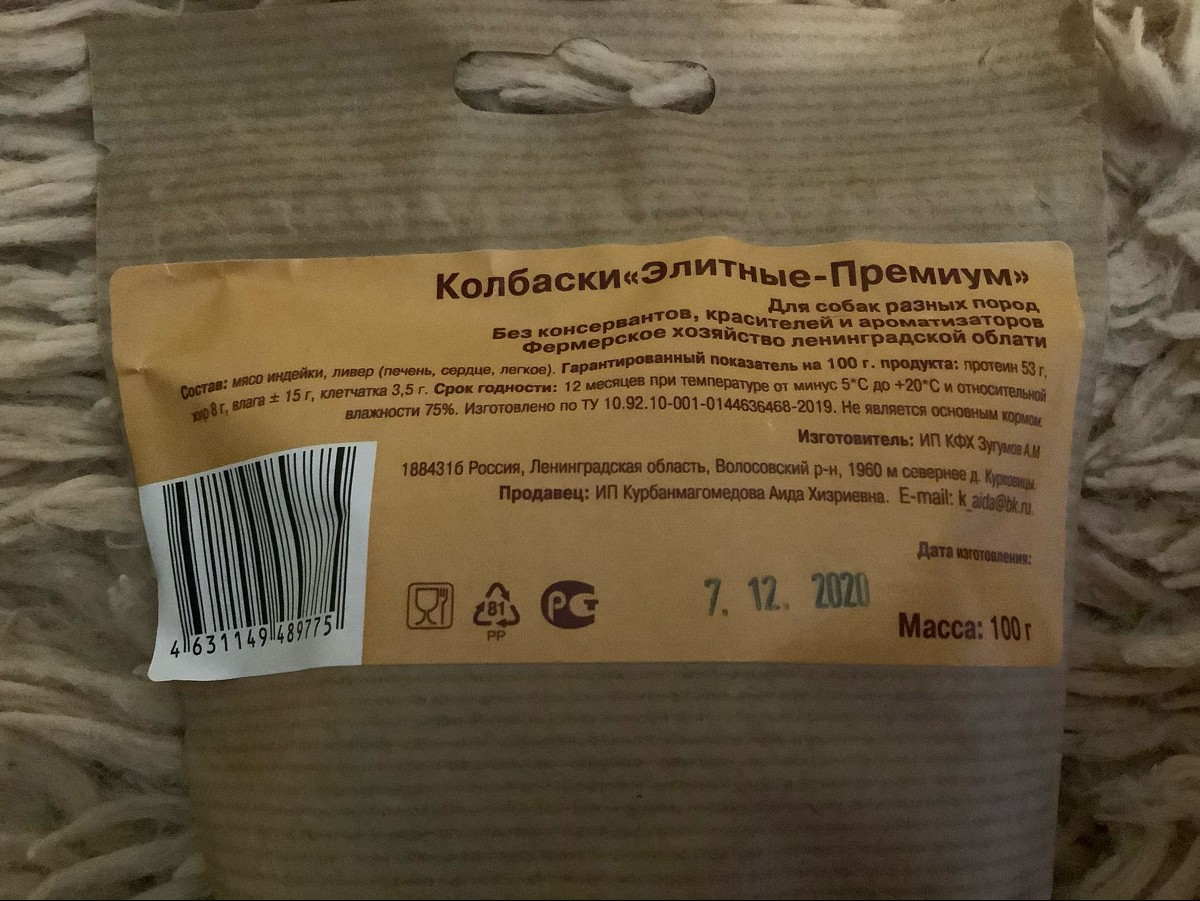 Колбаски«Элитные-Премиум»
Для собак разных пород
Без консервантов, красителей и ароматизаторов
Фермерское хозяйство ленинградской облати
Состав: мясо индейки, ливер (печень, сердце, легкое). Гарантированный показатель на 100 г. продукта: протеин 53 г,
жир 8 г, влага ± 15 г, клетчатка 3,5 г. Срок годности: 12 месяцев при температуре от минус 5*С до +20*С и относительной
влажности 75%. Изготовлено по ТУ 10.92.10-001-0144636468-2019. Не является основным кормом.
Изготовитель: ИП КФХ Зугумов А.М
188431б Россия, Ленинградская область, Волосовский р-н, 1960 м севернее д. Курковицы
Продавец: ИП Курбанмагомедова Аида Хизриевна. E-mail: k_aida@bk.ru
Дата изготовления:
7. 12. 2020
81
PP
РСТ
Масса: 100 г
4 631149 489775